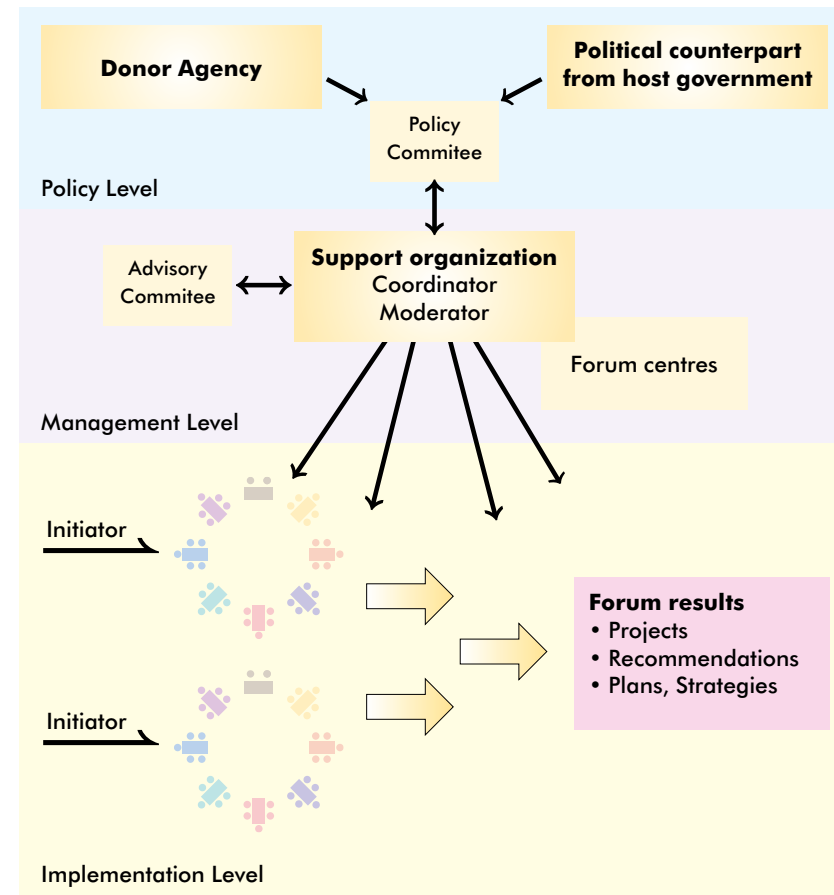 Donor Agency
Political counterpart
from host government
Policy
Commitee
Policy Level
Support organization
Coordinator
Moderator
Advisory
Commitee
Forum centres
Management Level
Initiator
Forum results
• Projects
• Recommendations
• Plans, Strategies
Initiator
Implementation Level